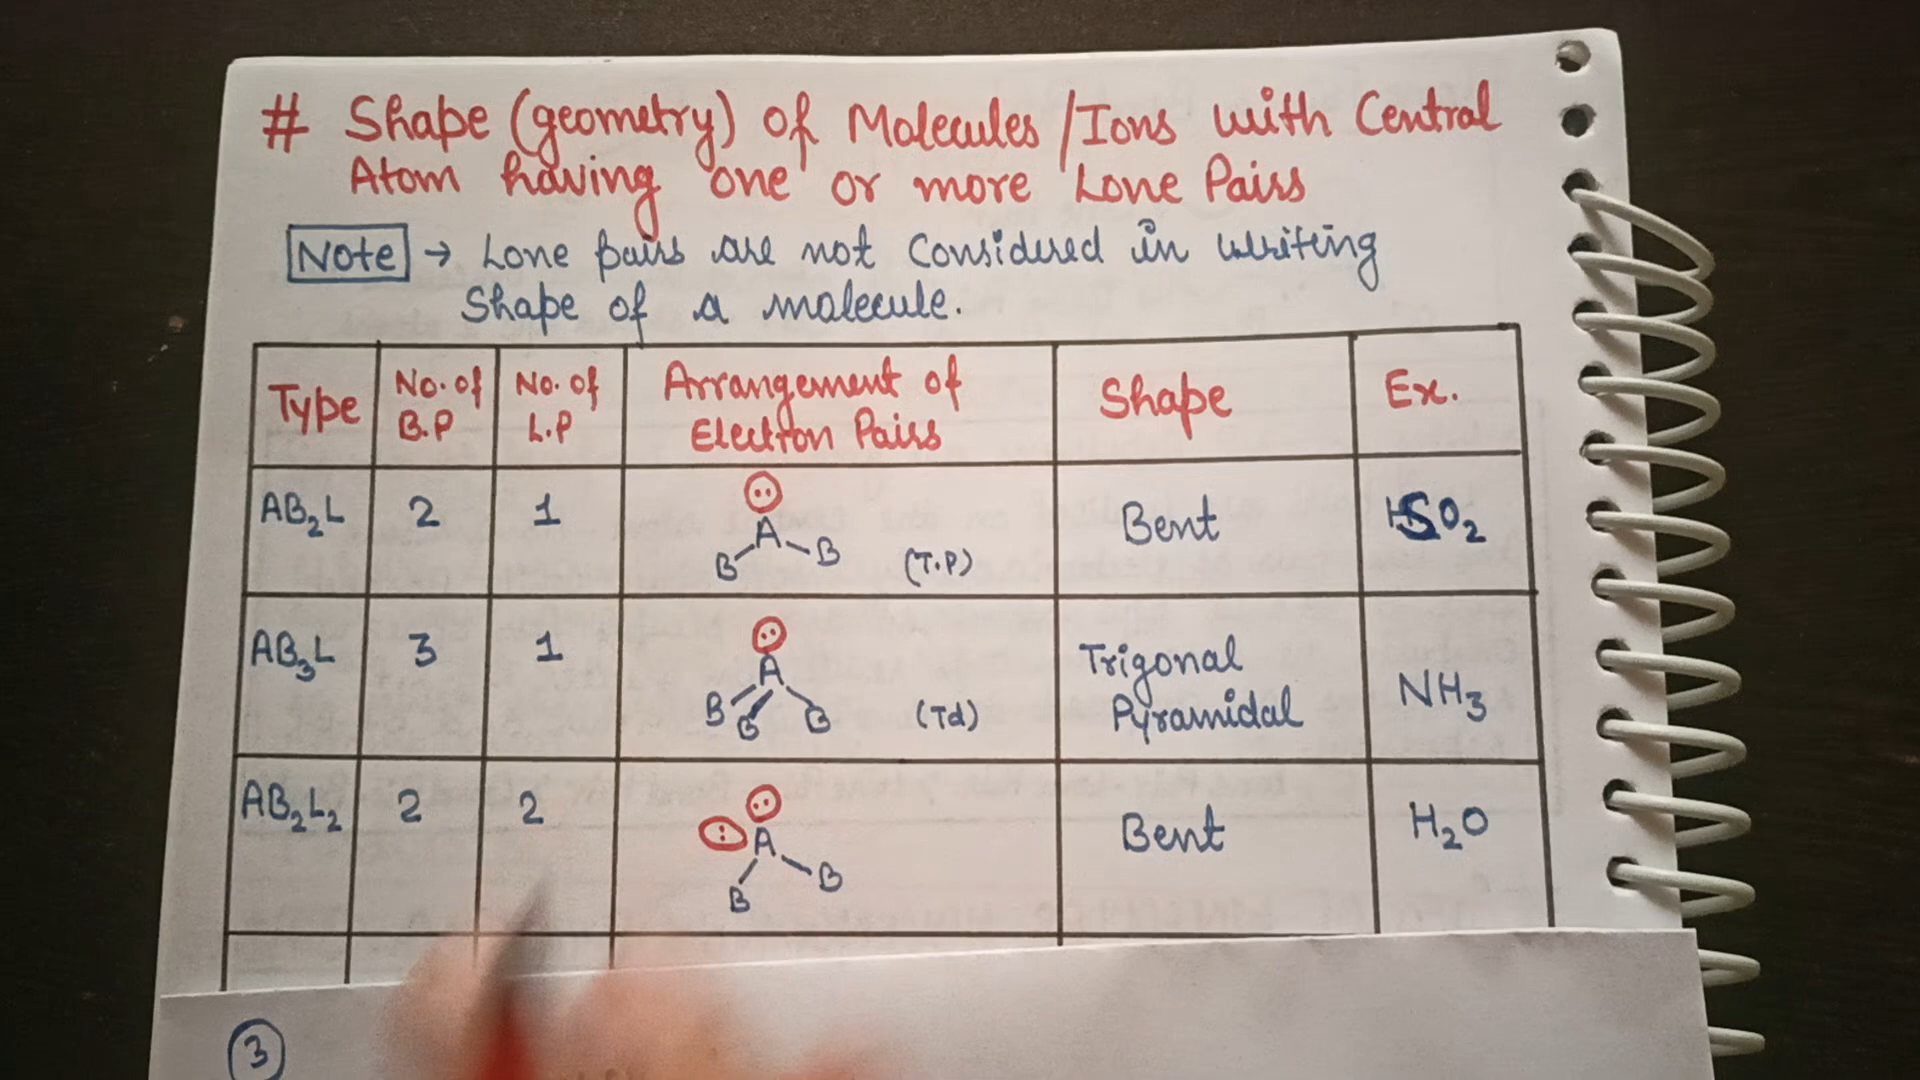 # Shape (geometry) of Molecules/Ions with Central
Atom having one or more Lone Pairs
Note → Lone pairs are not Considered in writing
Shape of a molecule.
Type | No. of B.P | No. of L.P | Arrangement of Electron Pairs | Shape | Ex.
AB₂L | 2 | 1 | A B B (T.P) | Bent | SO₂
AB₃L | 3 | 1 | A B B B (Td) | Trigonal Pyramidal | NH₃
AB₂L₂ | 2 | 2 | A B B | Bent | H₂O
3